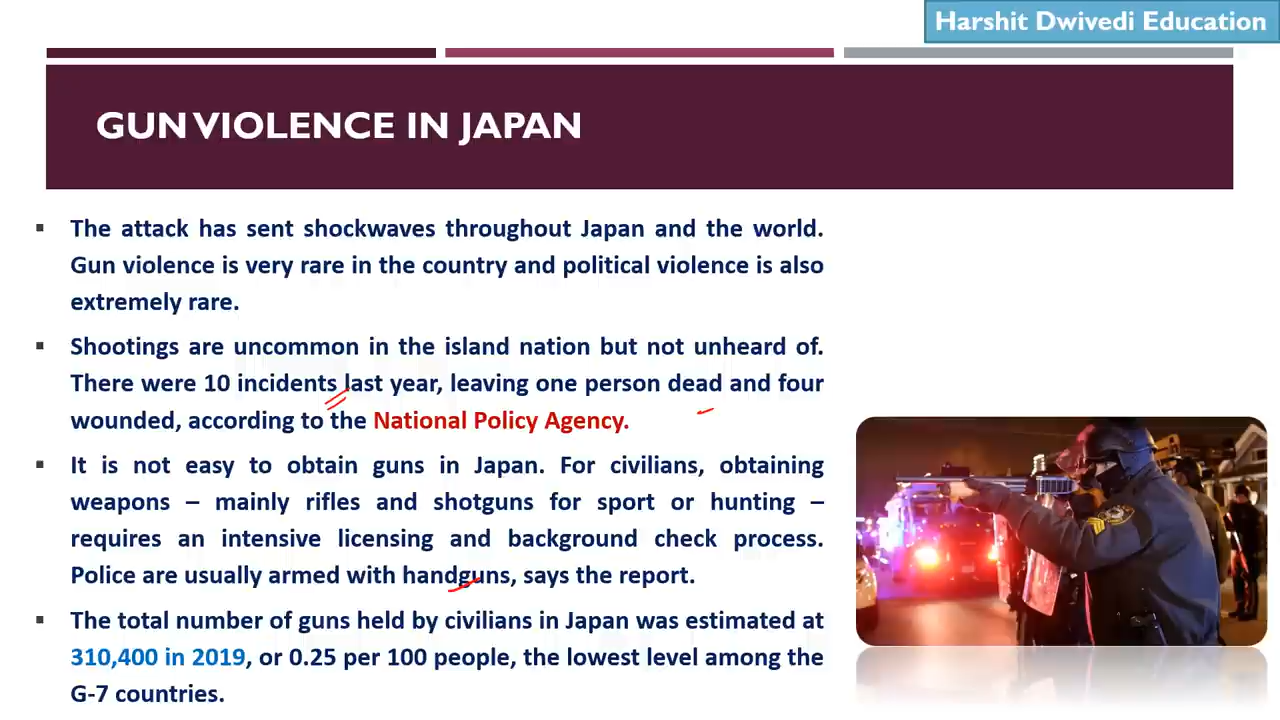 Harshit Dwivedi Education
GUN VIOLENCE IN JAPAN
▪ The attack has sent shockwaves throughout Japan and the world.
Gun violence is very rare in the country and political violence is also
extremely rare.
▪ Shootings are uncommon in the island nation but not unheard of.
There were 10 incidents last year, leaving one person dead and four
wounded, according to the National Policy Agency.
▪ It is not easy to obtain guns in Japan. For civilians, obtaining
weapons – mainly rifles and shotguns for sport or hunting –
requires an intensive licensing and background check process.
Police are usually armed with handguns, says the report.
▪ The total number of guns held by civilians in Japan was estimated at
310,400 in 2019, or 0.25 per 100 people, the lowest level among the
G-7 countries.